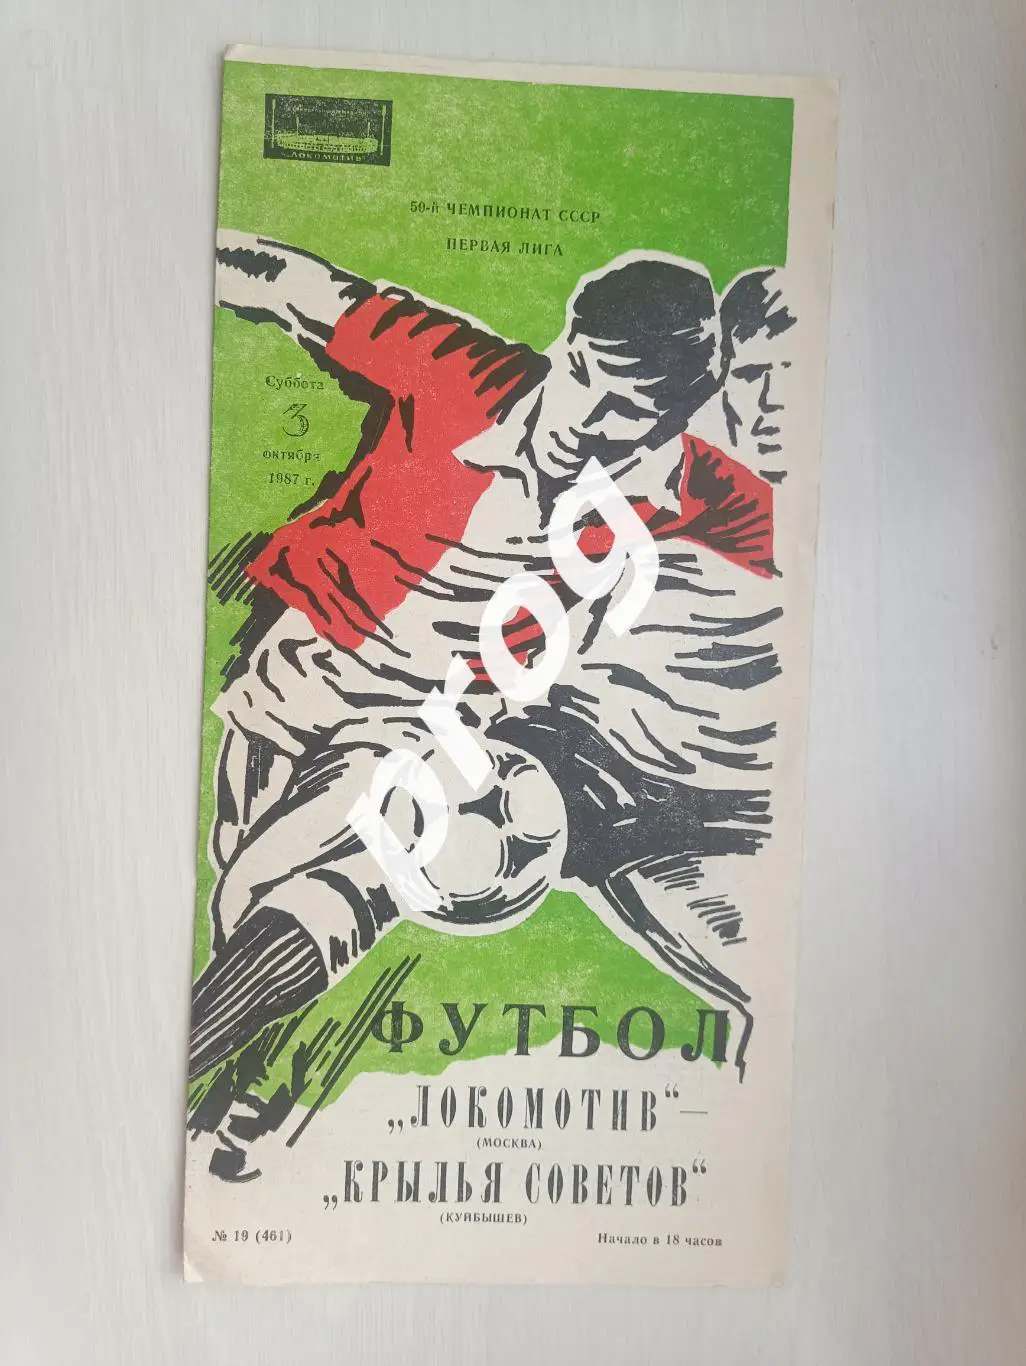 ЛОКОМОТИВ
50-й ЧЕМПИОНАТ СССР
ПЕРВАЯ ЛИГА
Суббота
3
октября
1987 г.
prog
ФУТБОЛ
„ЛОКОМОТИВ“ —
(МОСКВА)
„КРЫЛЬЯ СОВЕТОВ“
(КУЙБЫШЕВ)
№ 19 (461)
Начало в 18 часов